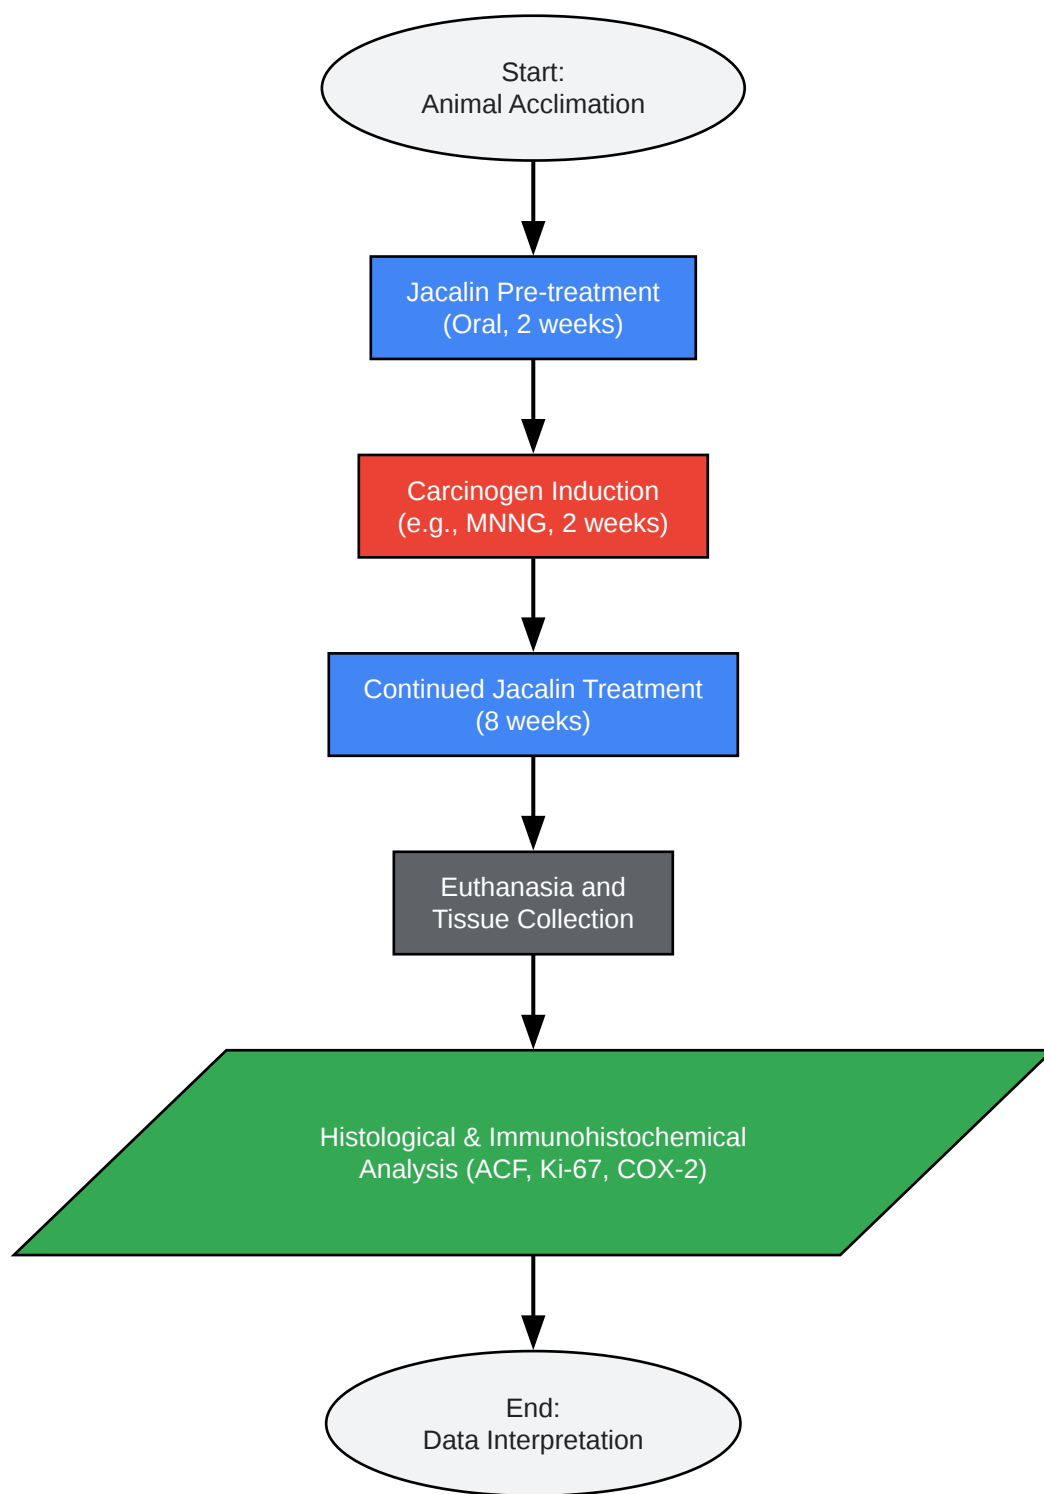 Start:
Animal Acclimation
Jacalin Pre-treatment
(Oral, 2 weeks)
Carcinogen Induction
(e.g., MNNG, 2 weeks)
Continued Jacalin Treatment
(8 weeks)
Euthanasia and
Tissue Collection
Histological & Immunohistochemical
Analysis (ACF, Ki-67, COX-2)
End:
Data Interpretation